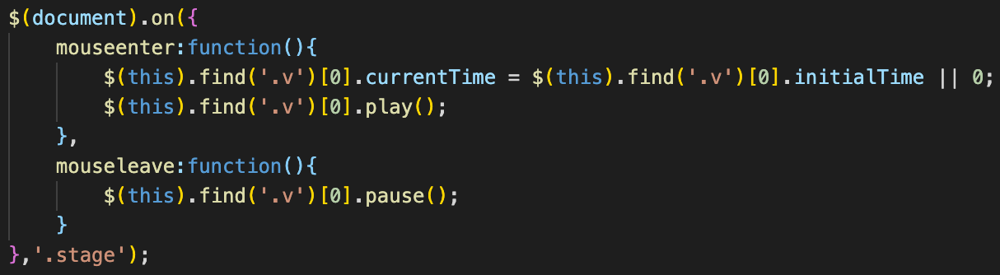 $(document).on({
    mouseenter:function(){
        $(this).find('.v')[0].currentTime = $(this).find('.v')[0].initialTime || 0;
        $(this).find('.v')[0].play();
    },
    mouseleave:function(){
        $(this).find('.v')[0].pause();
    }
},'.stage');